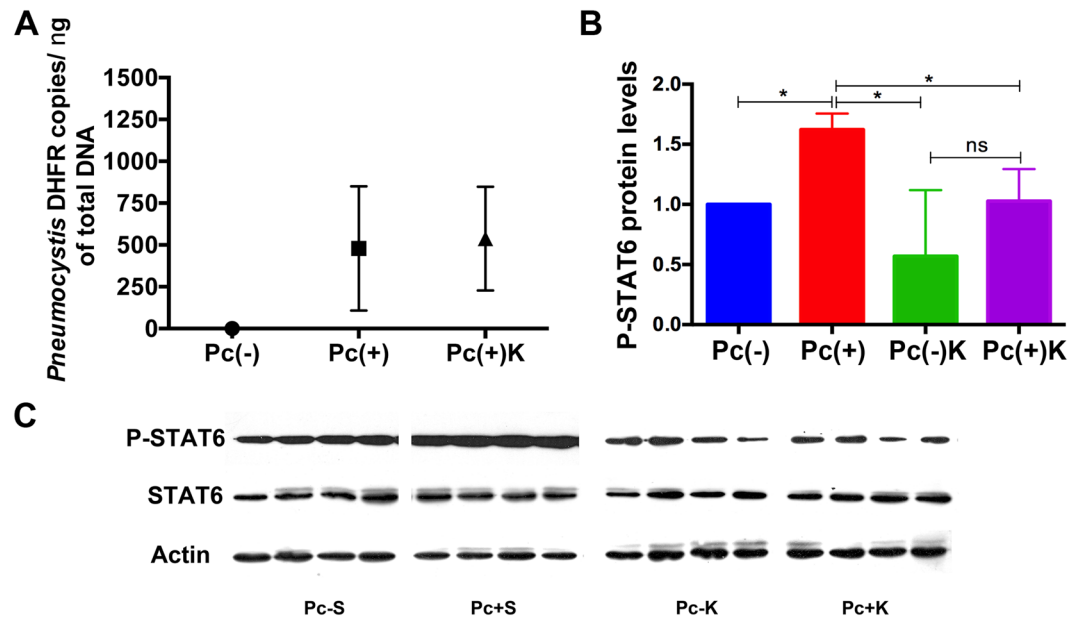 A
Pneumocystis DHFR copies/ ng
of total DNA
1500
1250
1000
750
500
250
0
Pc(-) Pc(+) Pc(+)K
B
P-STAT6 protein levels
2.0
1.5
1.0
0.5
0.0
*
* *
ns
Pc(-) Pc(+) Pc(-)K Pc(+)K
C
P-STAT6
STAT6
Actin
Pc-S Pc+S Pc-K Pc+K